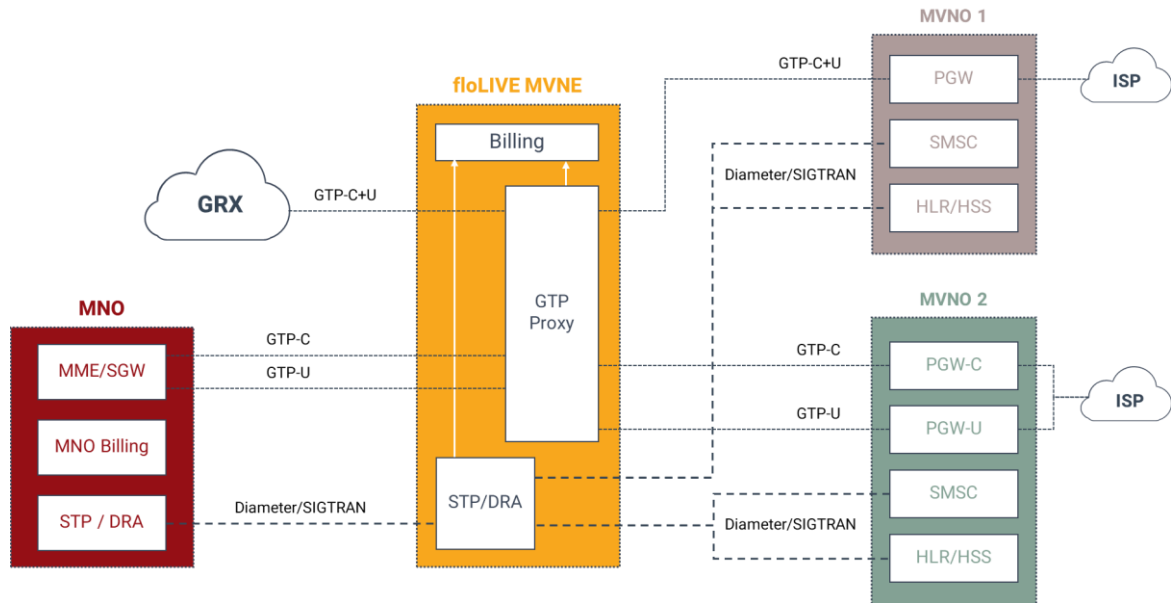 MVNO 1
GTP-C+U
PGW
ISP
floLIVE MVNE
Billing
SMSC
Diameter/SIGTRAN
GRX
GTP-C+U
HLR/HSS
GTP
Proxy
MNO
MVNO 2
GTP-C
MME/SGW
GTP-U
GTP-C
PGW-C
ISP
GTP-U
PGW-U
MNO Billing
STP / DRA
Diameter/SIGTRAN
STP/DRA
SMSC
Diameter/SIGTRAN
HLR/HSS